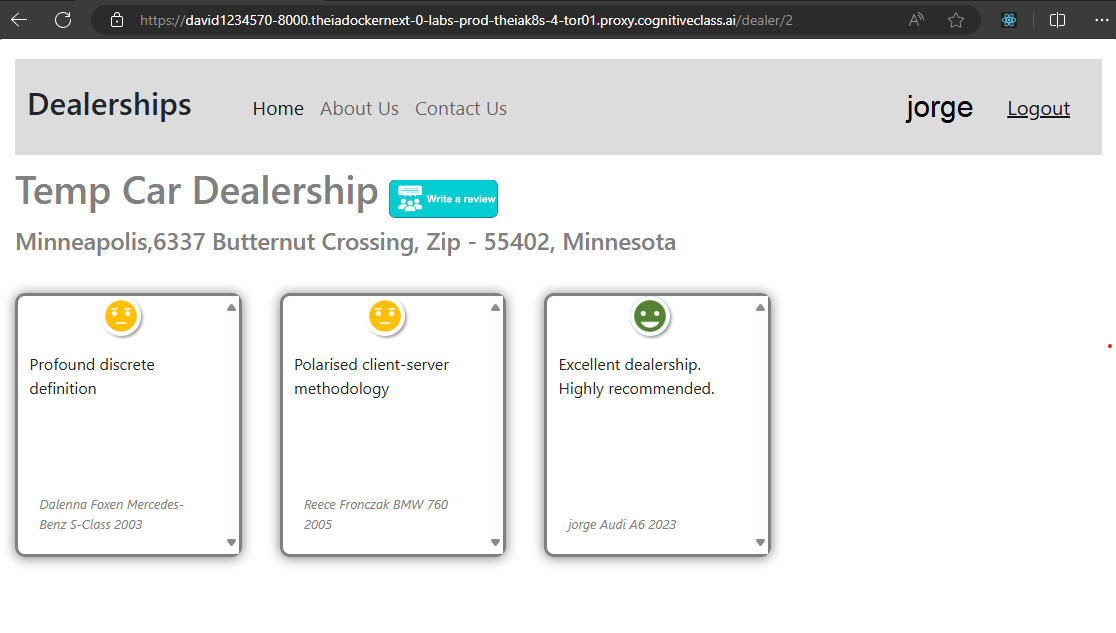 https://david1234570-8000.theiadockernext-0-labs-prod-theiak8s-4-tor01.proxy.cognitiveclass.ai/dealer/2
Dealerships Home About Us Contact Us jorge Logout
Temp Car Dealership Write a review
Minneapolis,6337 Butternut Crossing, Zip - 55402, Minnesota
Profound discrete
definition
Dalenna Foxen Mercedes-
Benz S-Class 2003
Polarised client-server
methodology
Reece Fronczak BMW 760
2005
Excellent dealership.
Highly recommended.
jorge Audi A6 2023